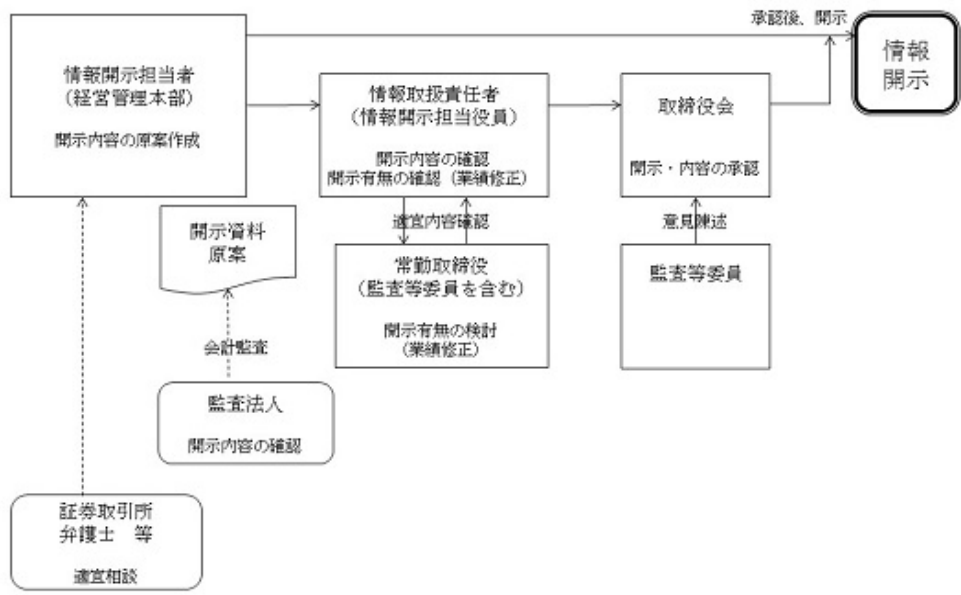 承認後、開示
情報
開示
情報開示担当者
（経営管理本部）
開示内容の原案作成
情報取扱責任者
（情報開示担当役員）
開示内容の確認
開示有無の確認（業績修正）
取締役会
開示・内容の承認
適宜内容確認
意見陳述
開示資料
原案
常勤取締役
（監査等委員を含む）
開示有無の検討
（業績修正）
監査等委員
会計監査
監査法人
開示内容の確認
証券取引所
弁護士　等
適宜相談